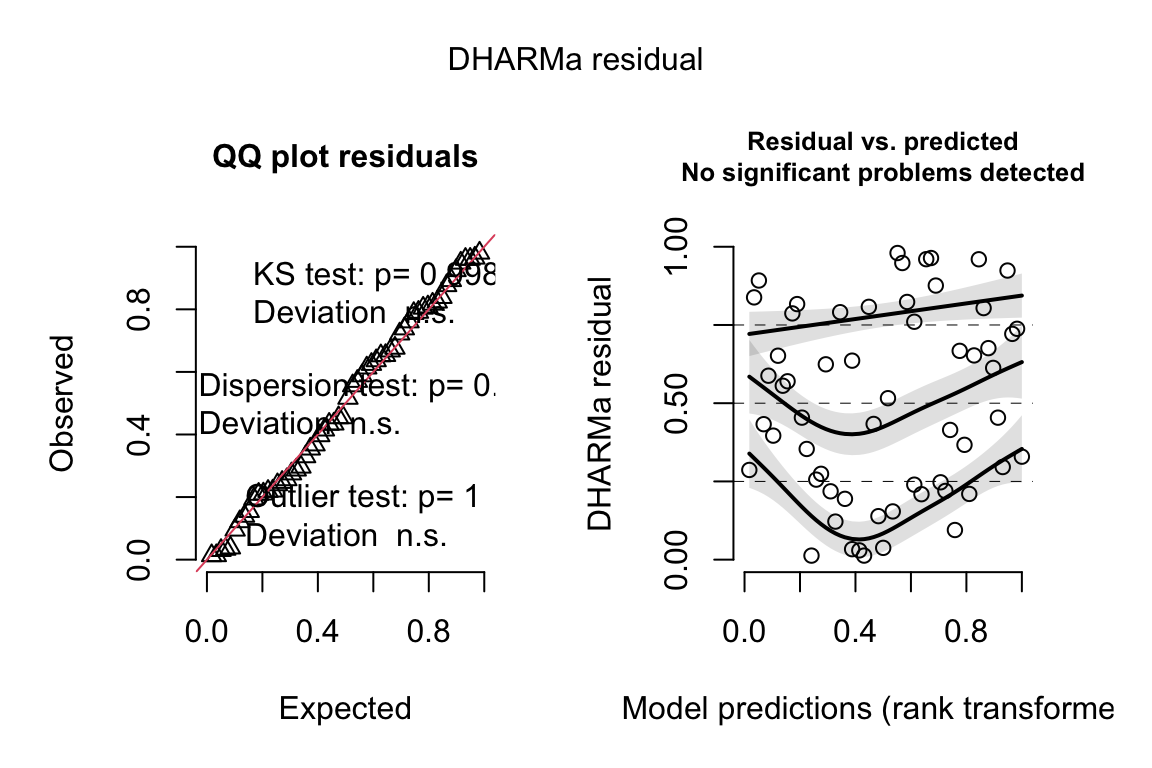 DHARMa residual
QQ plot residuals
KS test: p= 0.998
Deviation n.s.
Dispersion test: p= 0.
Deviation n.s.
Outlier test: p= 1
Deviation n.s.
Observed
0.0 0.4 0.8
0.0 0.4 0.8
Expected
Residual vs. predicted
No significant problems detected
DHARMa residual
0.00 0.50 1.00
0.0 0.4 0.8
Model predictions (rank transforme